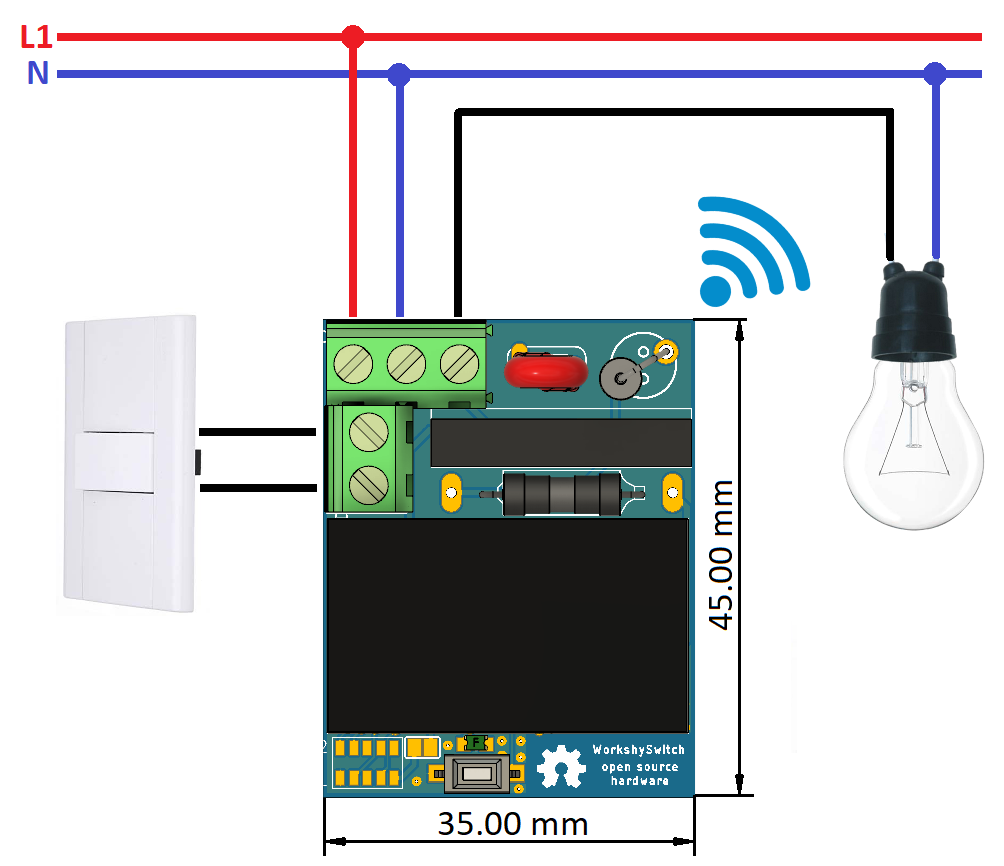 L1
N
45.00 mm
F
WorkshySwitch
open source
hardware
35.00 mm